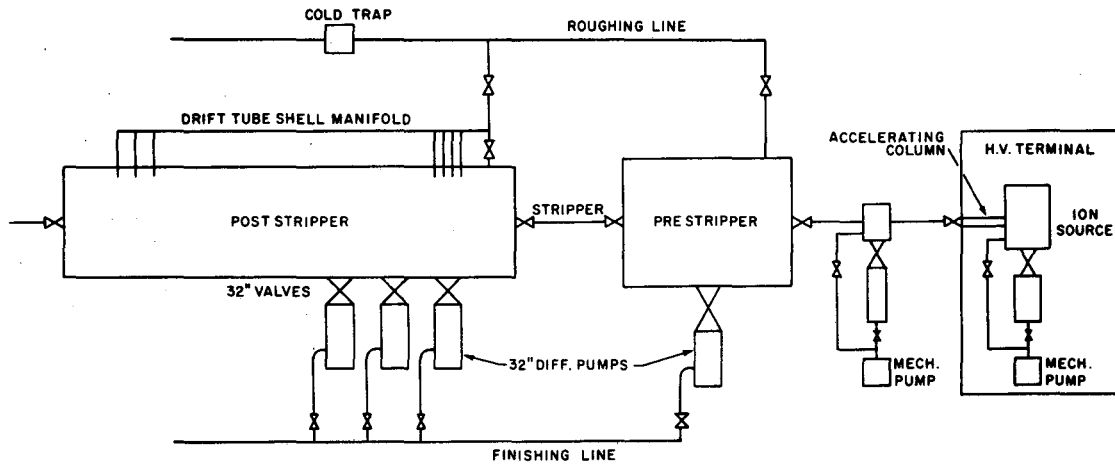 COLD TRAP
ROUGHING LINE
DRIFT TUBE SHELL MANIFOLD
ACCELERATING
COLUMN
H.V. TERMINAL
POST STRIPPER
STRIPPER
PRE STRIPPER
ION
SOURCE
32" VALVES
32" DIFF. PUMPS
MECH.
PUMP
MECH.
PUMP
FINISHING LINE